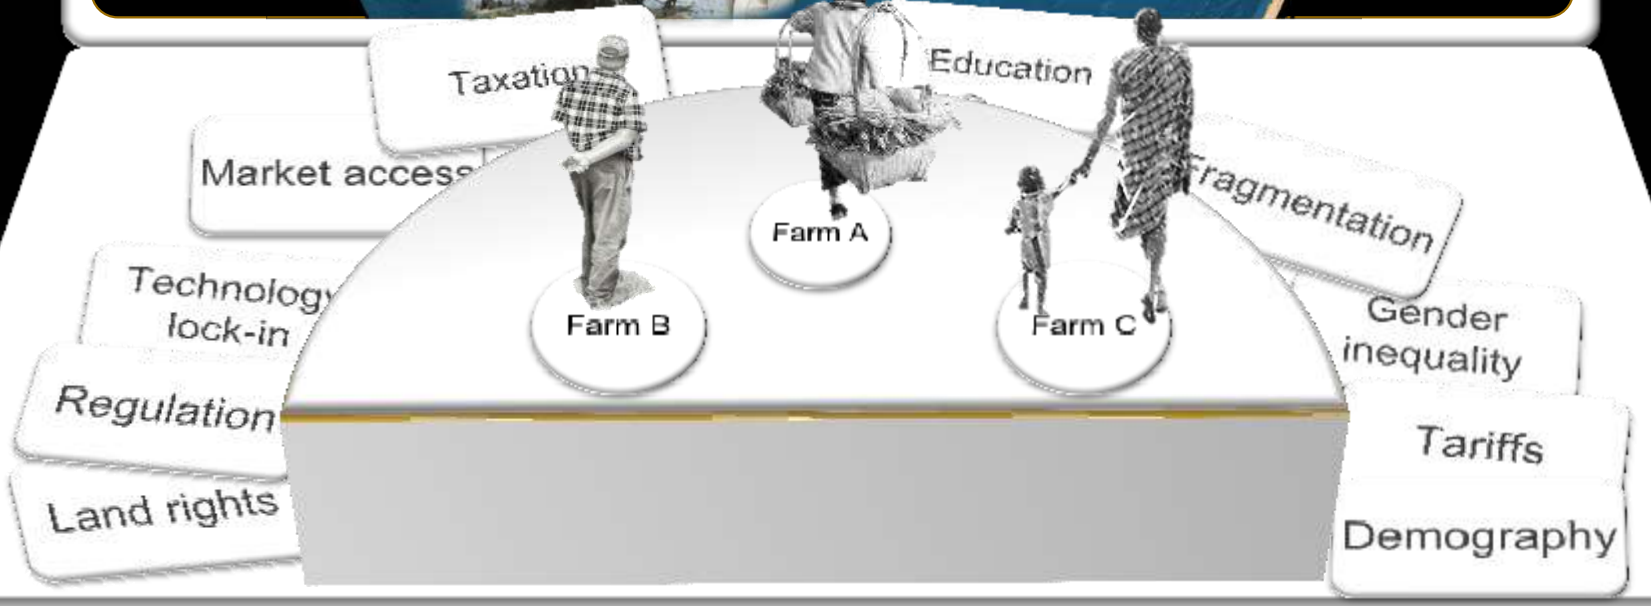 Taxation
Education
Market access
Fragmentation
Farm A
Technology
lock-in
Farm B
Farm C
Gender
inequality
Regulation
Tariffs
Land rights
Demography